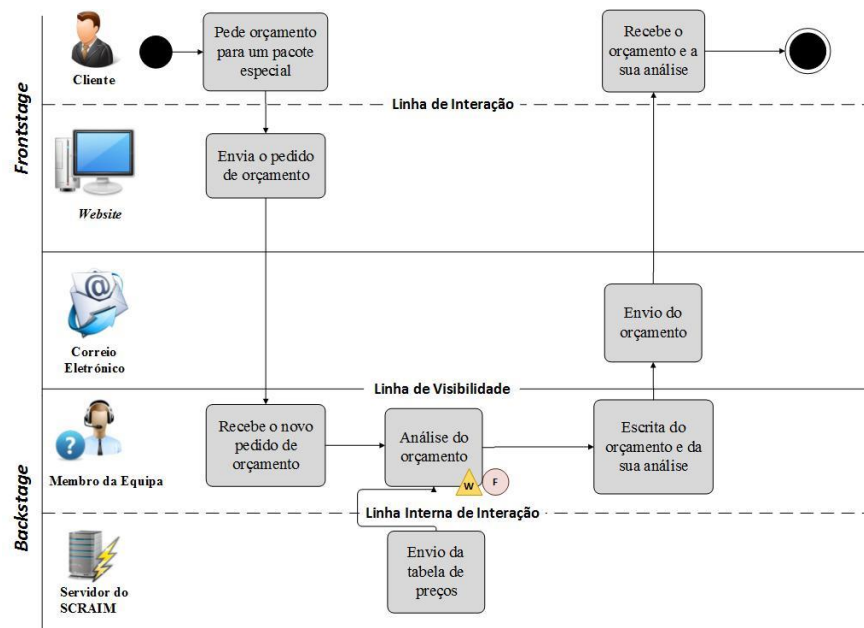 Frontstage
Cliente
Pede orçamento
para um pacote
especial
Recebe o
orçamento e a
sua análise
Linha de Interação
Website
Envia o pedido
de orçamento
@
Correio
Eletrónico
Envio do
orçamento
Linha de Visibilidade
Backstage
?
Membro da Equipa
Recebe o novo
pedido de
orçamento
Análise do
orçamento
W
F
Escrita do
orçamento e da
sua análise
Linha Interna de Interação
Servidor do
SCRAIM
Envio da
tabela de
preços